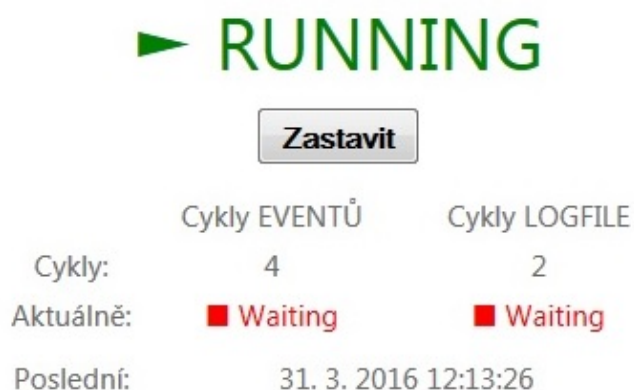 ► RUNNING
Zastavit
Cykly EVENTŮ Cykly LOGFILE
Cykly: 4 2
Aktuálně: ■ Waiting ■ Waiting
Poslední: 31. 3. 2016 12:13:26